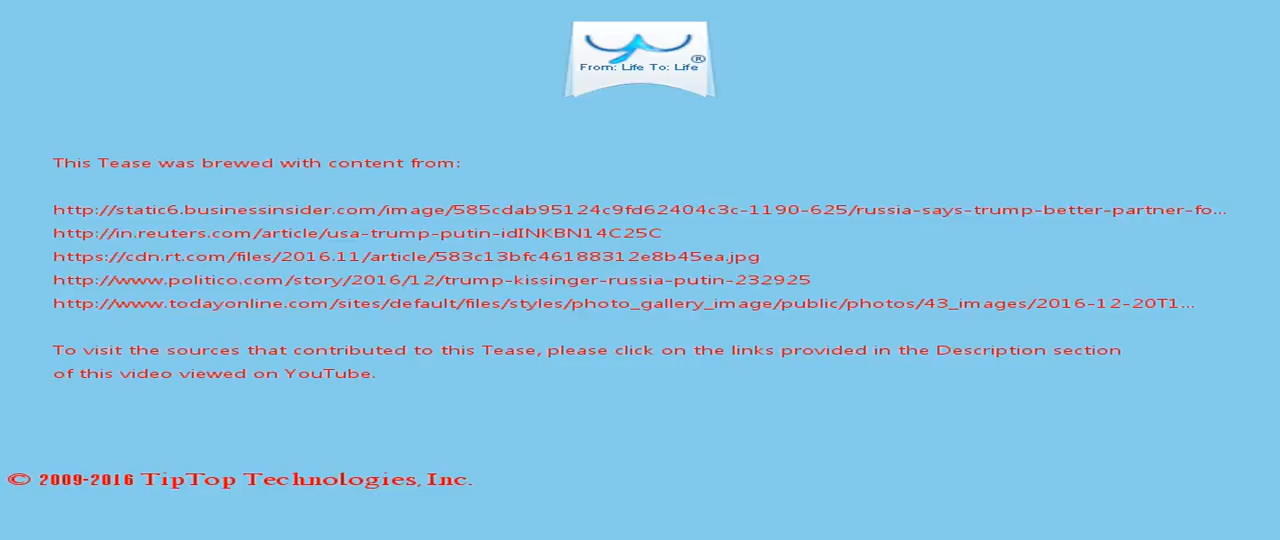 From: Life To: Life®
This Tease was brewed with content from:
http://static6.businessinsider.com/image/585cdab95124c9fd62404c3c-1190-625/russia-says-trump-better-partner-fo...
http://in.reuters.com/article/usa-trump-putin-idINKBN14C25C
https://cdn.rt.com/files/2016.11/article/583c13bfc46188312e8b45ea.jpg
http://www.politico.com/story/2016/12/trump-kissinger-russia-putin-232925
http://www.todayonline.com/sites/default/files/styles/photo_gallery_image/public/photos/43_images/2016-12-20T1...
To visit the sources that contributed to this Tease, please click on the links provided in the Description section
of this video viewed on YouTube.
© 2009-2016 TipTop Technologies, Inc.